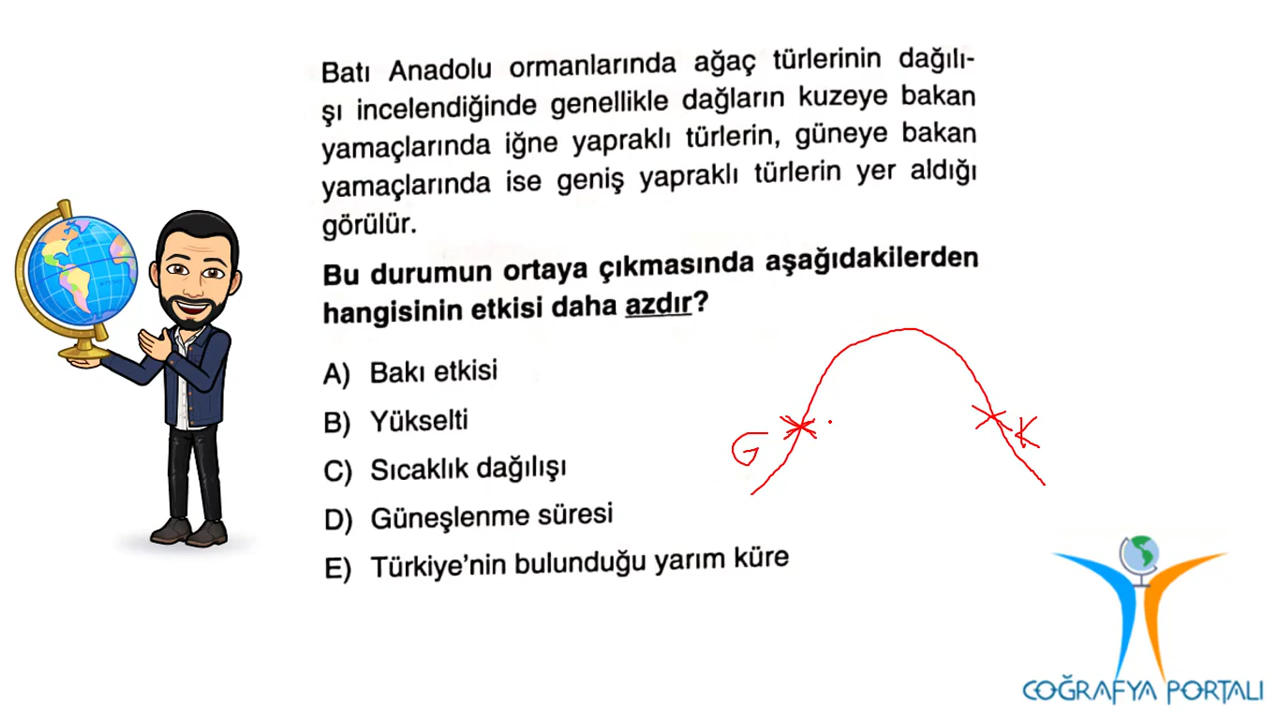 Batı Anadolu ormanlarında ağaç türlerinin dağılı-
şı incelendiğinde genellikle dağların kuzeye bakan
yamaçlarında iğne yapraklı türlerin, güneye bakan
yamaçlarında ise geniş yapraklı türlerin yer aldığı
görülür.
Bu durumun ortaya çıkmasında aşağıdakilerden
hangisinin etkisi daha azdır?
A) Bakı etkisi
B) Yükselti
C) Sıcaklık dağılışı
D) Güneşlenme süresi
E) Türkiye'nin bulunduğu yarım küre
G
K
COĞRAFYA PORTALI